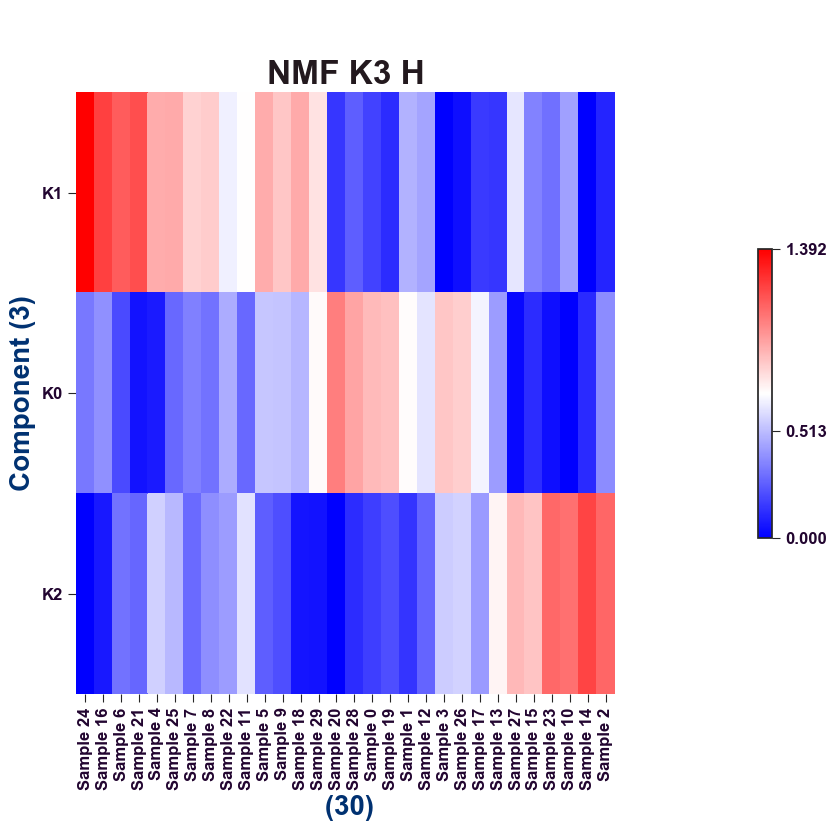 NMF K3 H
K1
K0
K2
Component (3)
1.392
0.513
0.000
Sample 24
Sample 16
Sample 6
Sample 21
Sample 4
Sample 25
Sample 7
Sample 8
Sample 22
Sample 11
Sample 5
Sample 9
Sample 18
Sample 29
Sample 20
Sample 28
Sample 0
Sample 19
Sample 1
Sample 12
Sample 3
Sample 26
Sample 17
Sample 13
Sample 27
Sample 15
Sample 23
Sample 10
Sample 14
Sample 2
(30)